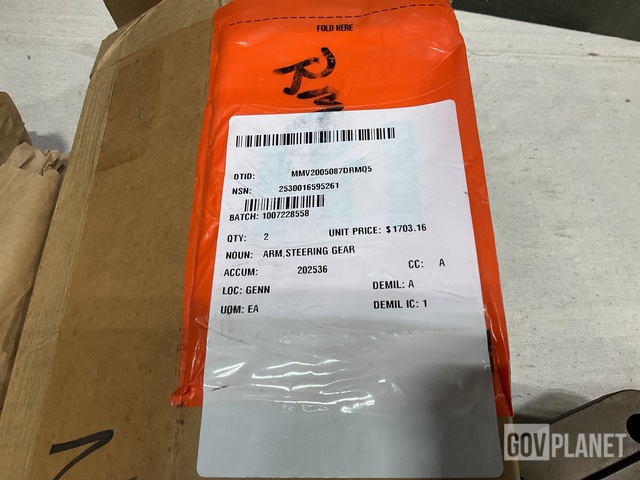 FOLD HERE
DTID: MMV2005087DRMQ5
NSN: 2530016595261
BATCH: 1007228558
QTY: 2 UNIT PRICE: $1703.16
NOUN: ARM,STEERING GEAR
ACCUM: 202536 CC: A
LOC: GENN DEMIL: A
UOM: EA DEMIL IC: 1
GOVPLANET